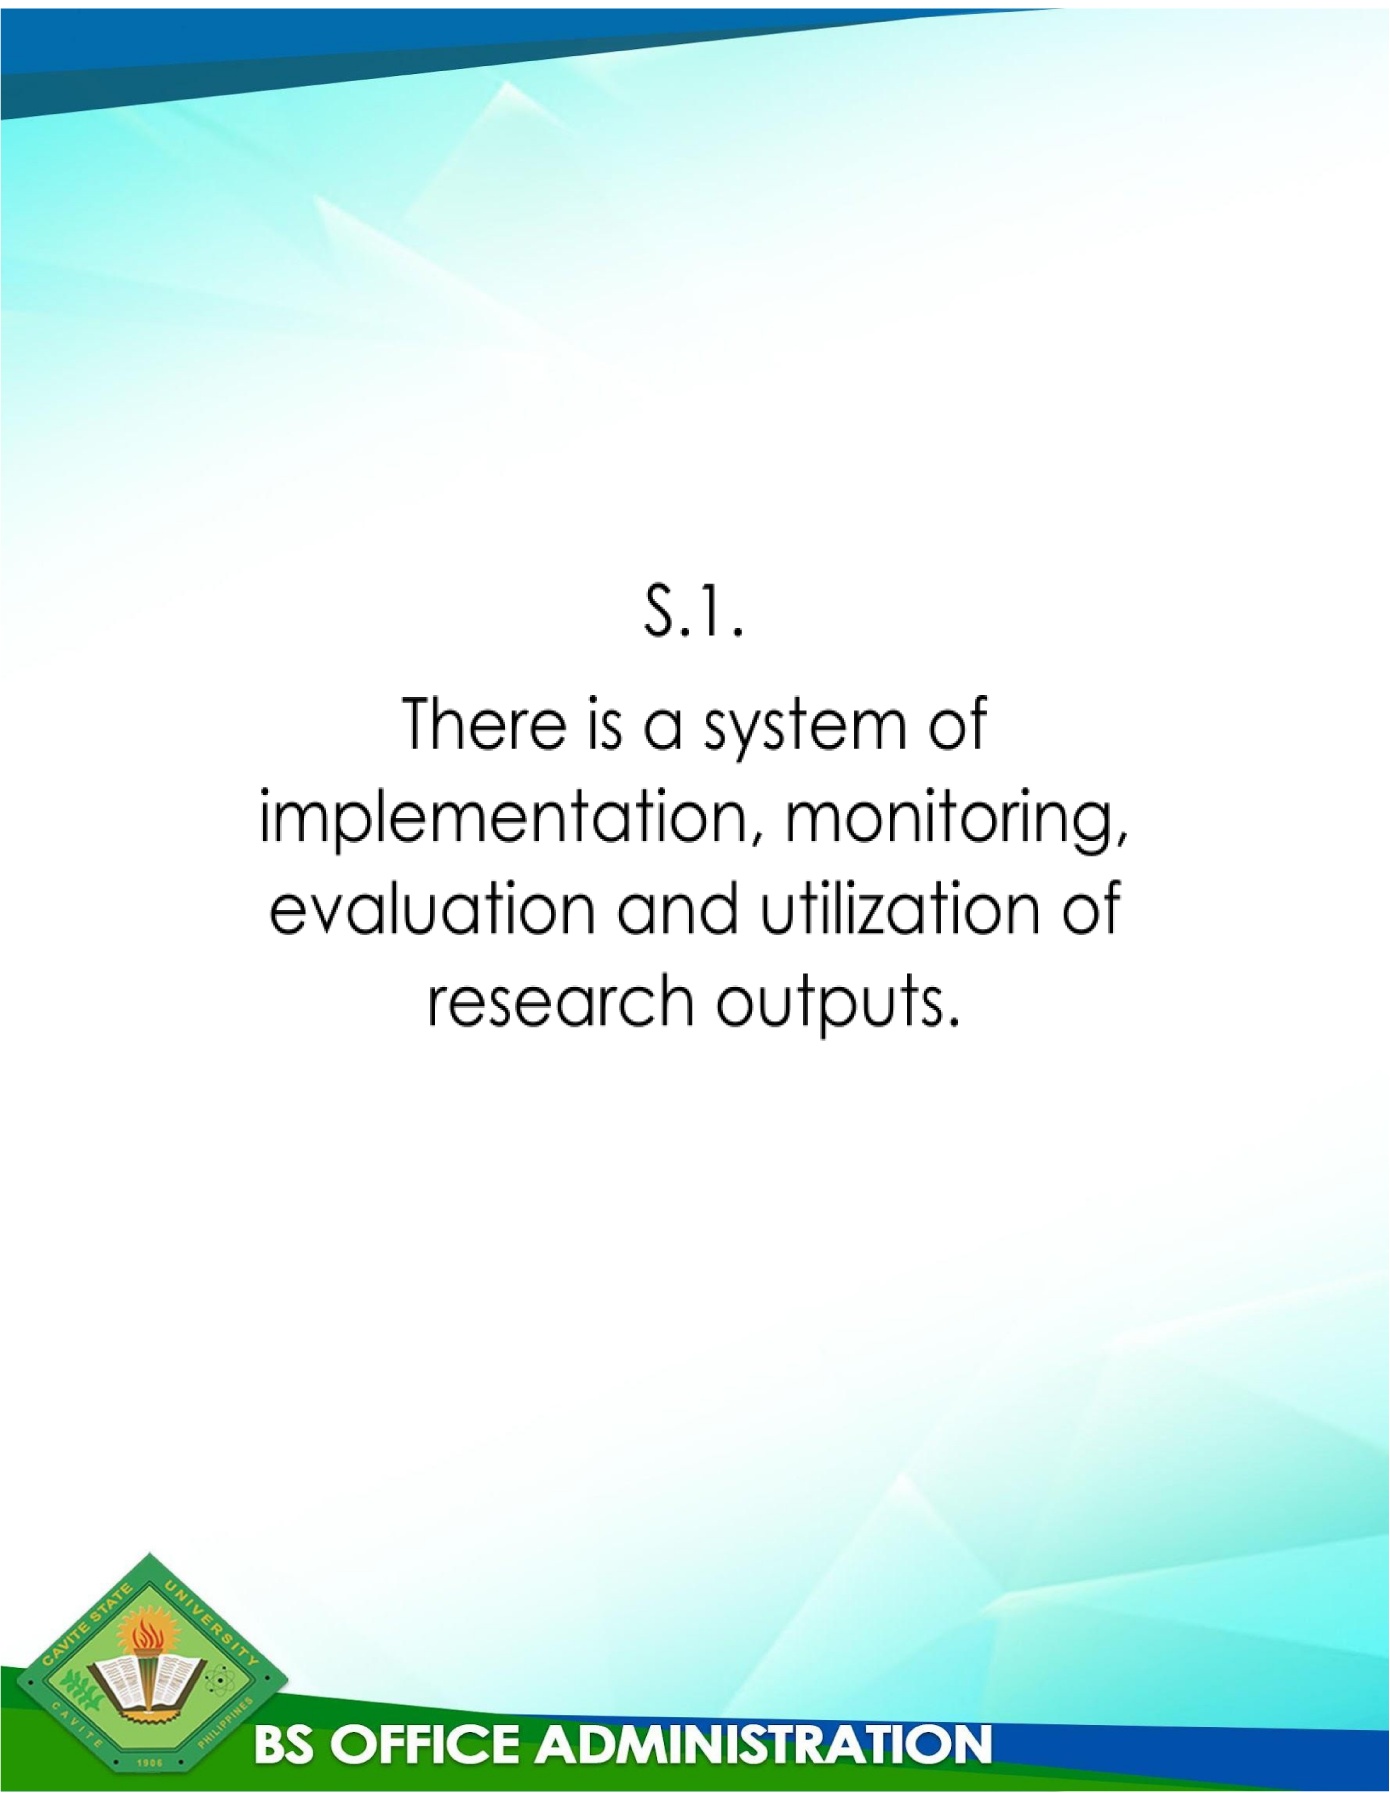 S.1.
There is a system of
implementation, monitoring,
evaluation and utilization of
research outputs.
CAVITE STATE UNIVERSITY
CAVITE
1906
PHILIPPINES
BS OFFICE ADMINISTRATION